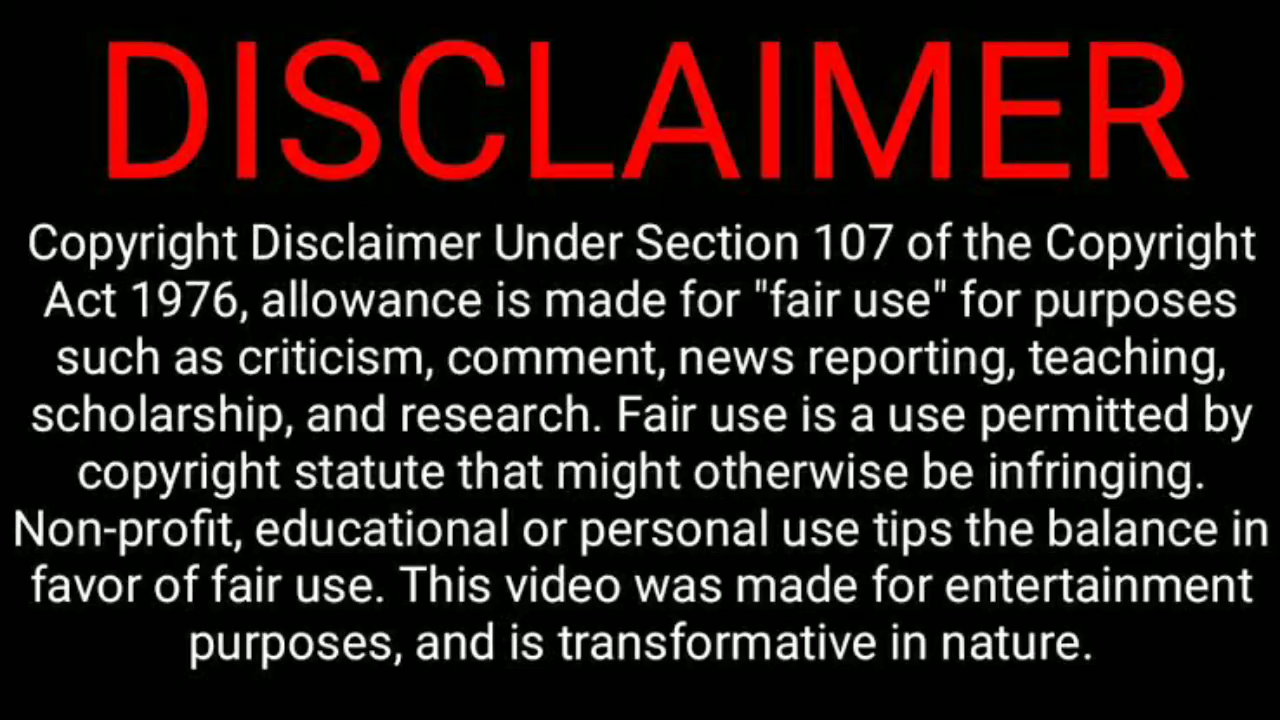 DISCLAIMER
Copyright Disclaimer Under Section 107 of the Copyright
Act 1976, allowance is made for "fair use" for purposes
such as criticism, comment, news reporting, teaching,
scholarship, and research. Fair use is a use permitted by
copyright statute that might otherwise be infringing.
Non-profit, educational or personal use tips the balance in
favor of fair use. This video was made for entertainment
purposes, and is transformative in nature.